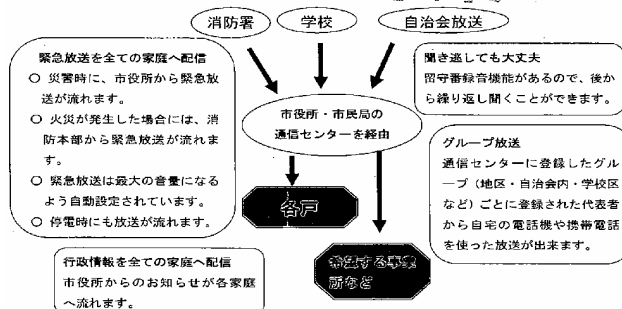 消防署
学校
自治会放送
緊急放送を全ての家庭へ配信
○ 災害時に、市役所から緊急放
送が流れます。
○ 火災が発生した場合には、消
防本部から緊急放送が流れま
す。
○ 緊急放送は最大の音量になる
よう自動設定されています。
○ 停電時にも放送が流れます。
聞き逃しても大丈夫
留守番録音機能があるので、後か
ら繰り返し聞くことができます。
市役所・市民局の
通信センターを経由
グループ放送
通信センターに登録したグル
ープ（地区・自治会内・学校区
など）ごとに登録された代表者
から自宅の電話機や携帯電話
を使った放送が出来ます。
各戸
希望する事業
所など
行政情報を全ての家庭へ配信
市役所からのお知らせが各家庭
へ流れます。